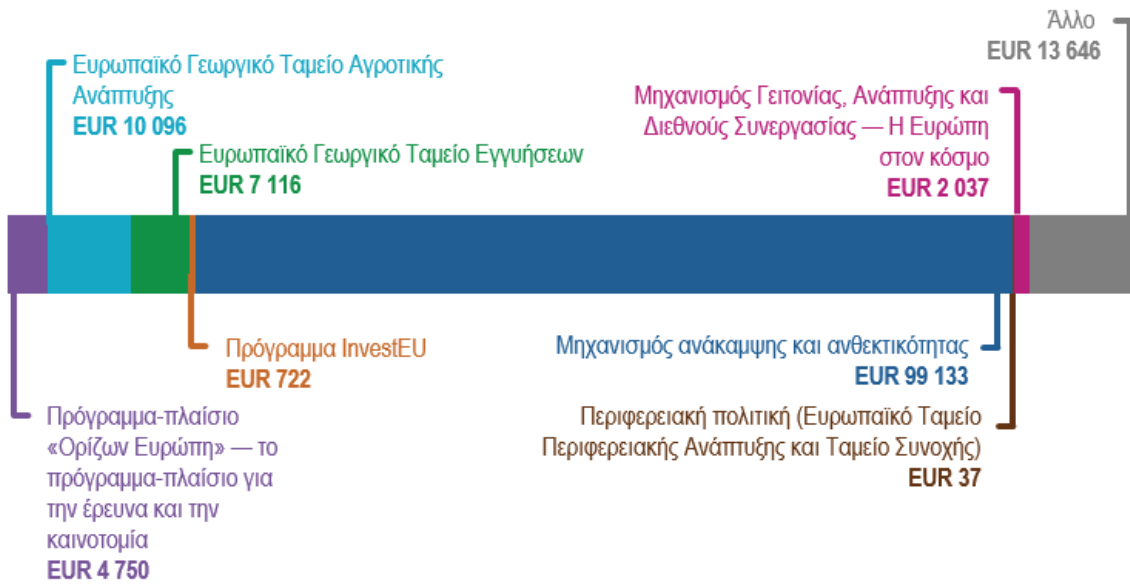 Άλλο
EUR 13 646
Ευρωπαϊκό Γεωργικό Ταμείο Αγροτικής
Ανάπτυξης
EUR 10 096
Μηχανισμός Γειτονίας, Ανάπτυξης και
Διεθνούς Συνεργασίας — Η Ευρώπη
στον κόσμο
EUR 2 037
Ευρωπαϊκό Γεωργικό Ταμείο Εγγυήσεων
EUR 7 116
Πρόγραμμα InvestEU
EUR 722
Μηχανισμός ανάκαμψης και ανθεκτικότητας
EUR 99 133
Πρόγραμμα-πλαίσιο
«Ορίζων Ευρώπη» — το
πρόγραμμα-πλαίσιο για
την έρευνα και την
καινοτομία
EUR 4 750
Περιφερειακή πολιτική (Ευρωπαϊκό Ταμείο
Περιφερειακής Ανάπτυξης και Ταμείο Συνοχής)
EUR 37